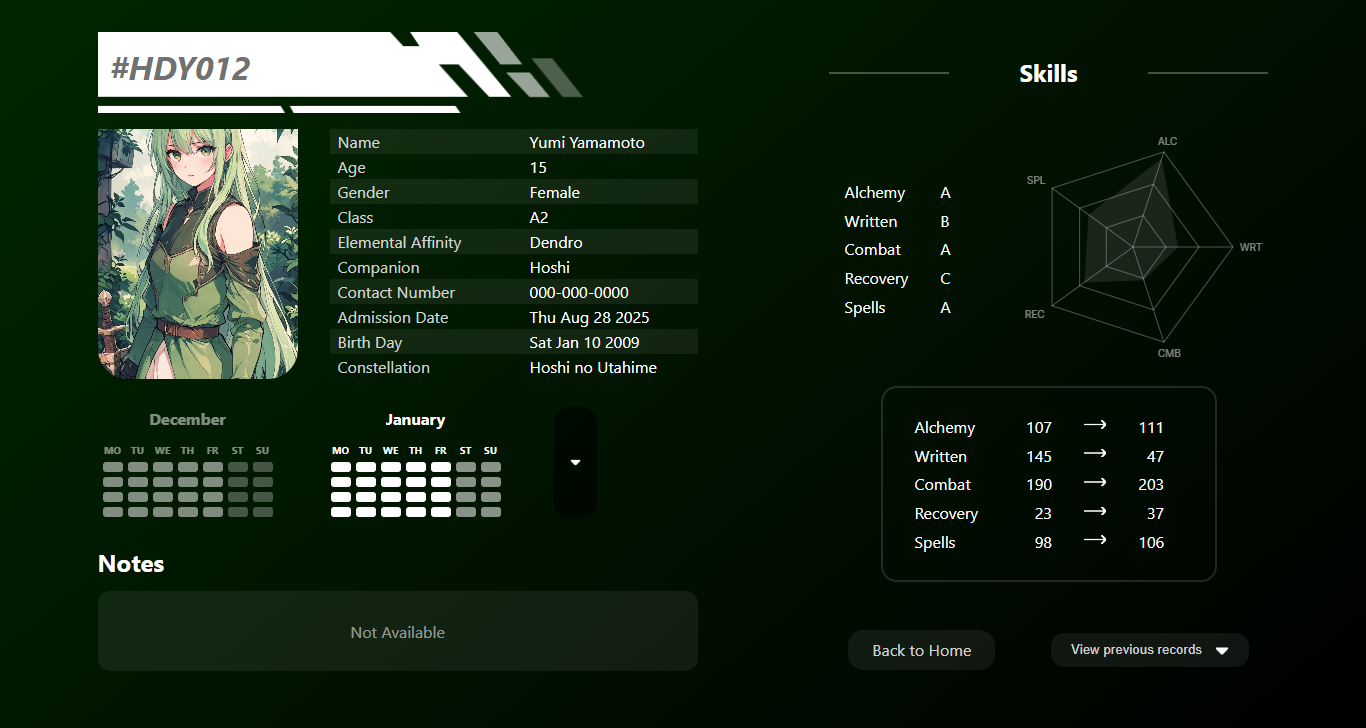 #HDY012
Name Yumi Yamamoto
Age 15
Gender Female
Class A2
Elemental Affinity Dendro
Companion Hoshi
Contact Number 000-000-0000
Admission Date Thu Aug 28 2025
Birth Day Sat Jan 10 2009
Constellation Hoshi no Utahime
December
MO TU WE TH FR ST SU
January
MO TU WE TH FR ST SU
Notes
Not Available
Skills
Alchemy A
Written B
Combat A
Recovery C
Spells A
ALC
SPL
WRT
REC
CMB
Alchemy 107 → 111
Written 145 → 47
Combat 190 → 203
Recovery 23 → 37
Spells 98 → 106
Back to Home
View previous records